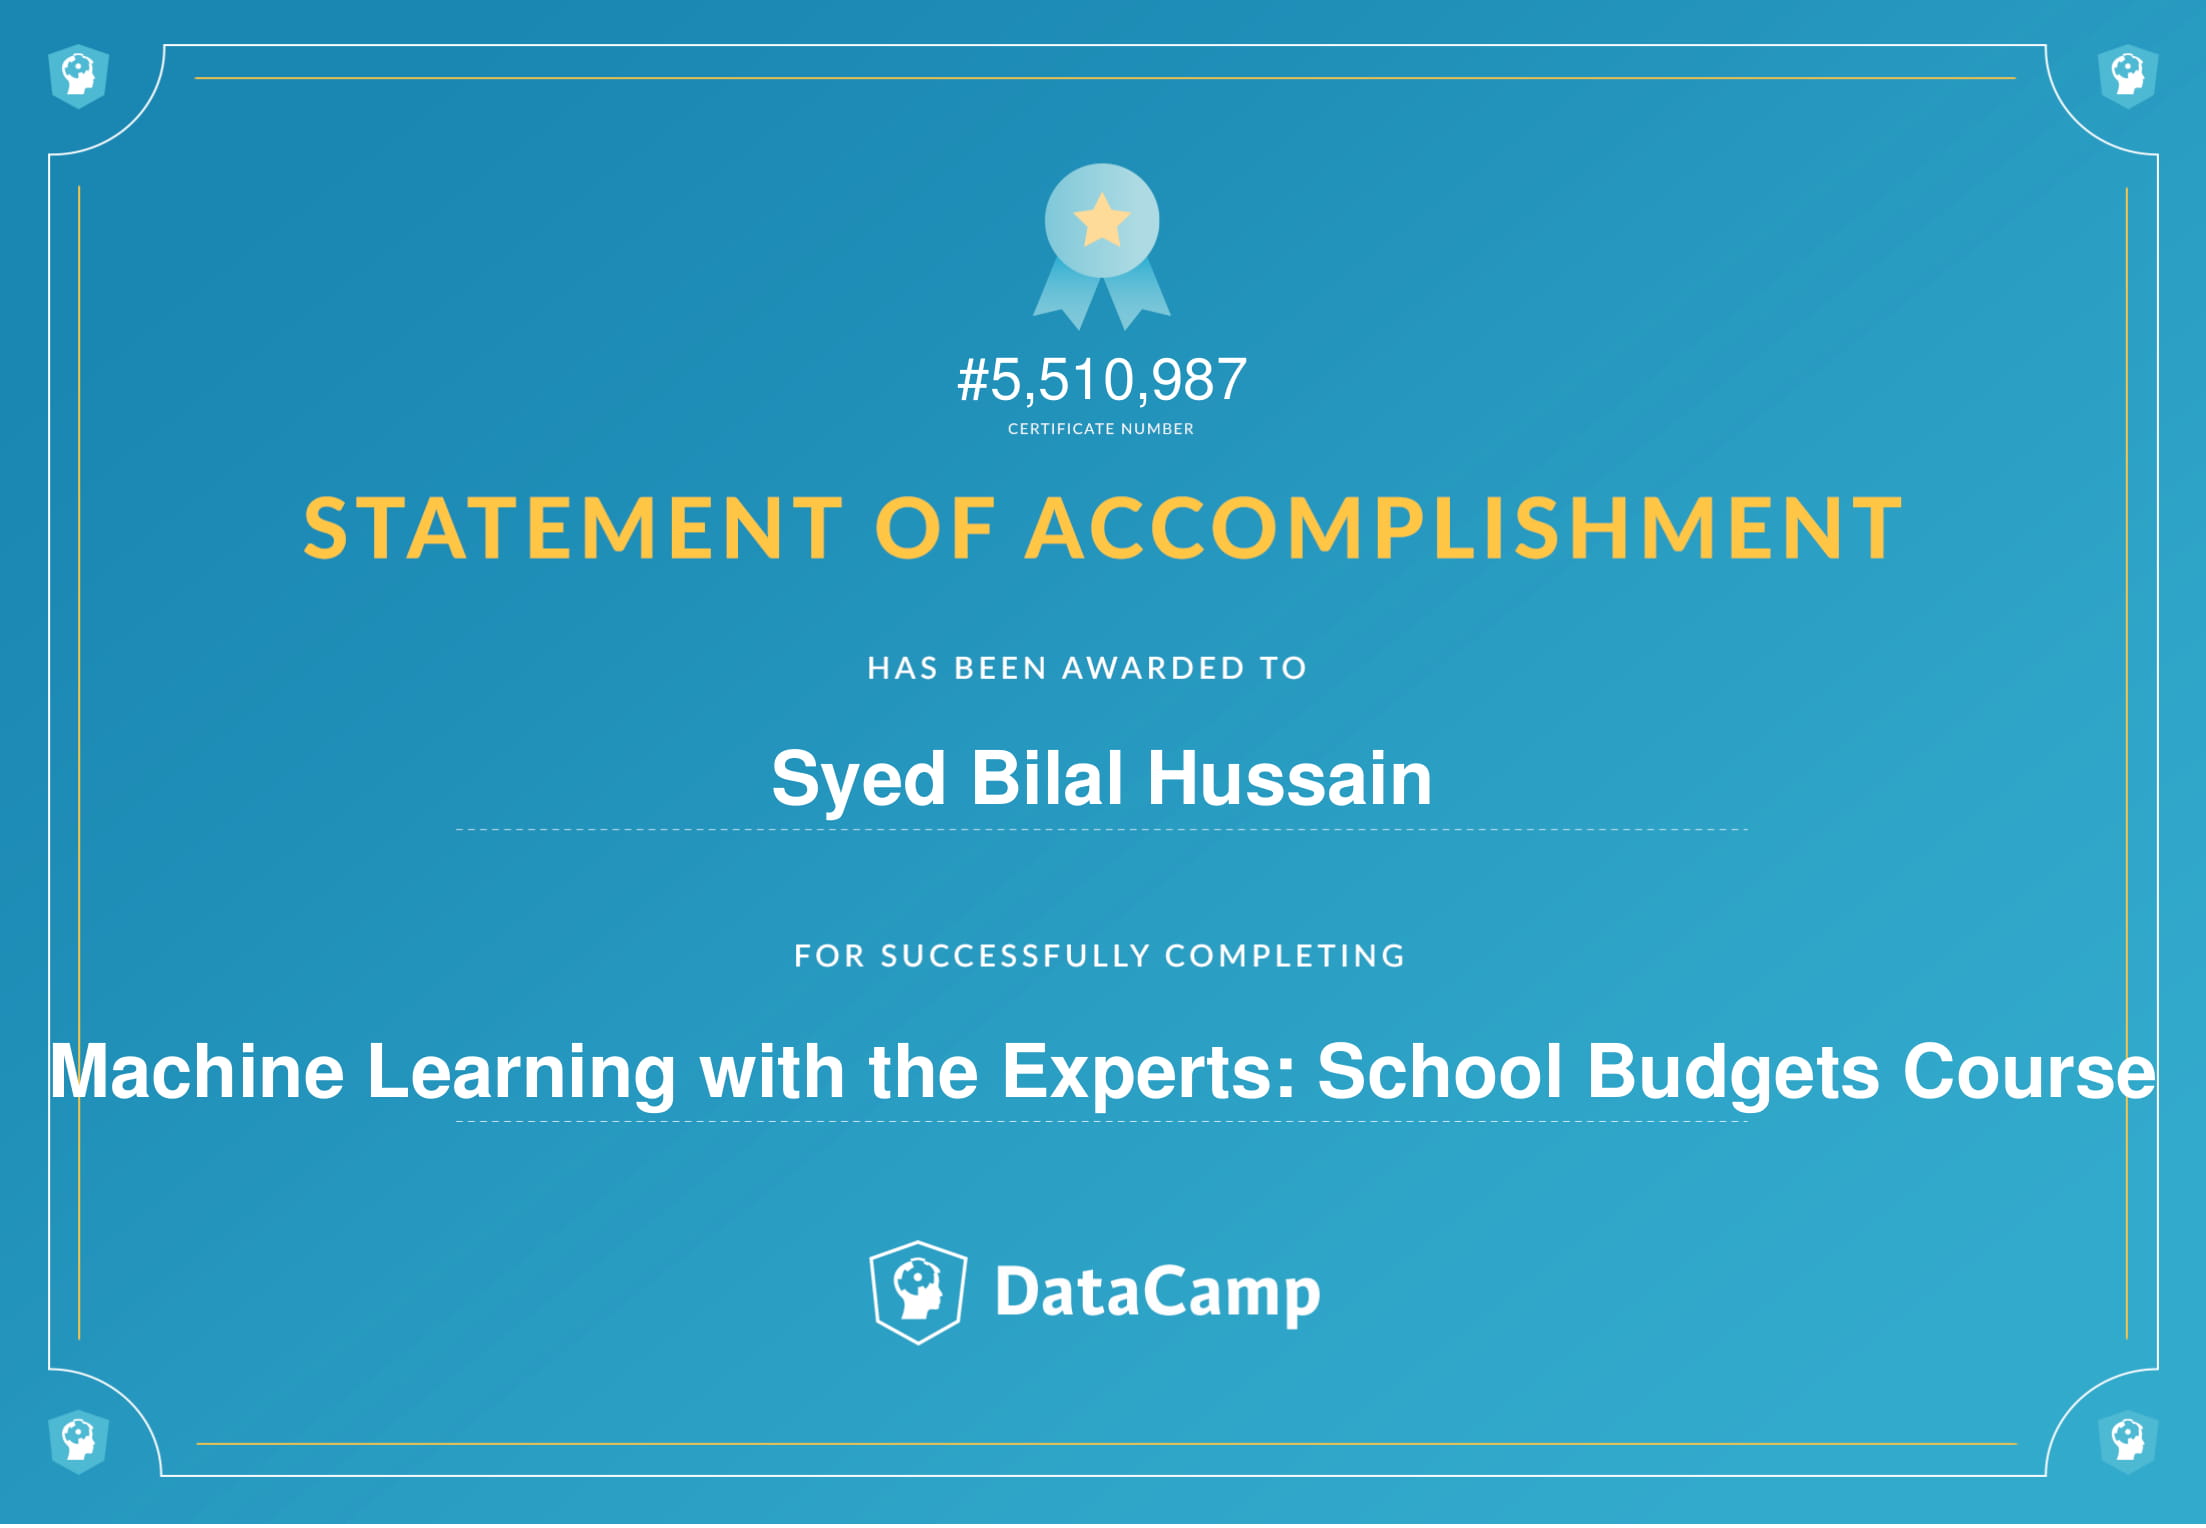 #5,510,987
CERTIFICATE NUMBER
STATEMENT OF ACCOMPLISHMENT
HAS BEEN AWARDED TO
Syed Bilal Hussain
FOR SUCCESSFULLY COMPLETING
Machine Learning with the Experts: School Budgets Course
DataCamp